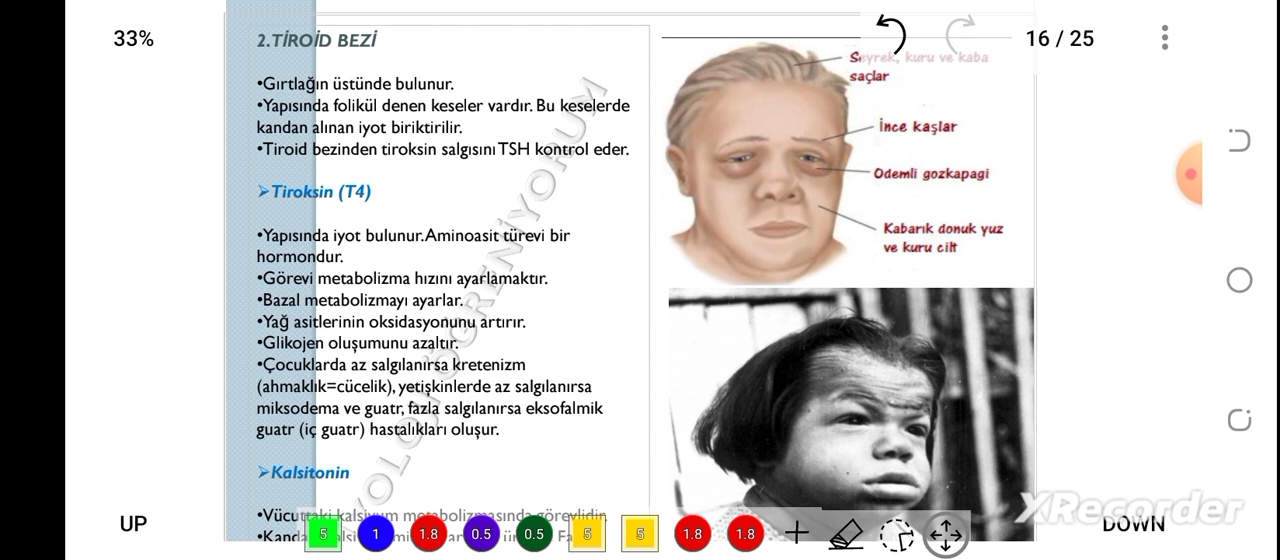 33%
16 / 25
2.TİROİD BEZİ
•Gırtlağın üstünde bulunur.
•Yapısında folikül denen keseler vardır. Bu keselerde
kandan alınan iyot biriktirilir.
•Tiroid bezinden tiroksin salgısını TSH kontrol eder.
➢Tiroksin (T4)
•Yapısında iyot bulunur.Aminoasit türevi bir
hormondur.
•Görevi metabolizma hızını ayarlamaktır.
•Bazal metabolizmayı ayarlar.
•Yağ asitlerinin oksidasyonunu artırır.
•Glikojen oluşumunu azaltır.
•Çocuklarda az salgılanırsa kretenizm
(ahmaklık=cücelik), yetişkinlerde az salgılanırsa
miksodema ve guatr, fazla salgılanırsa eksofalmik
guatr (iç guatr) hastalıkları oluşur.
➢Kalsitonin
•Vücuttaki kalsiyum metabolizmasında görevlidir.
Seyrek, kuru ve kaba
saçlar
İnce kaşlar
Odemli gozkapagi
Kabarık donuk yuz
ve kuru cilt
ÖĞRENİYORUM
XRecorder
UP
5
1
1.8
0.5
0.5
5
5
1.8
1.8
DOWN